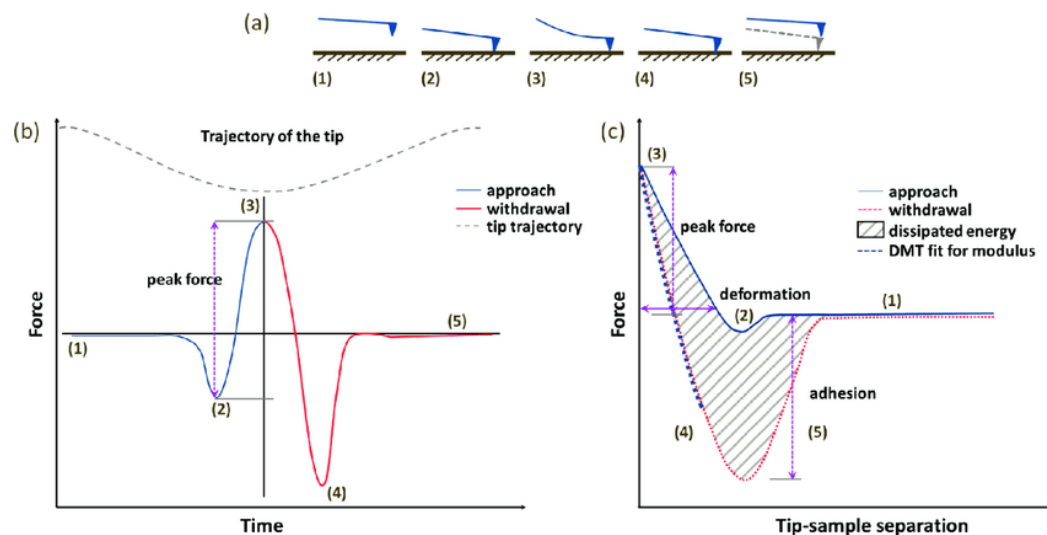 (a)
(1) (2) (3) (4) (5)
(b)
Trajectory of the tip
approach
withdrawal
tip trajectory
(3)
peak force
(1)
(5)
(2)
(4)
Force
Time
(c)
(3)
approach
withdrawal
dissipated energy
DMT fit for modulus
peak force
deformation
(1)
(2)
adhesion
(4)
(5)
Force
Tip-sample separation